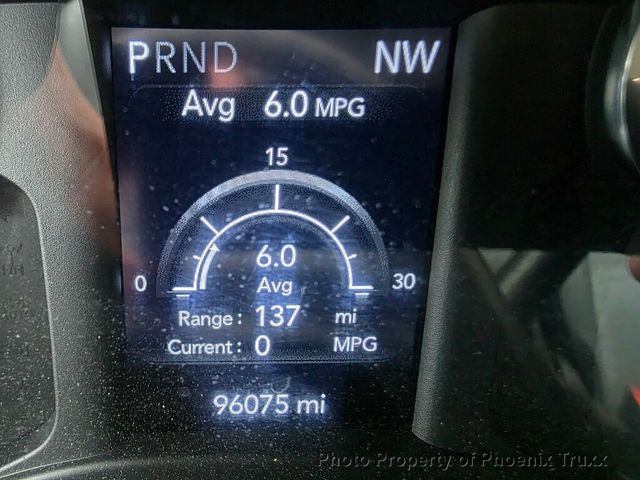 PRND NW
Avg 6.0 MPG
15
0 30
6.0
Avg
Range: 137 mi
Current: 0 MPG
96075 mi
Photo Property of Phoenix Truxx